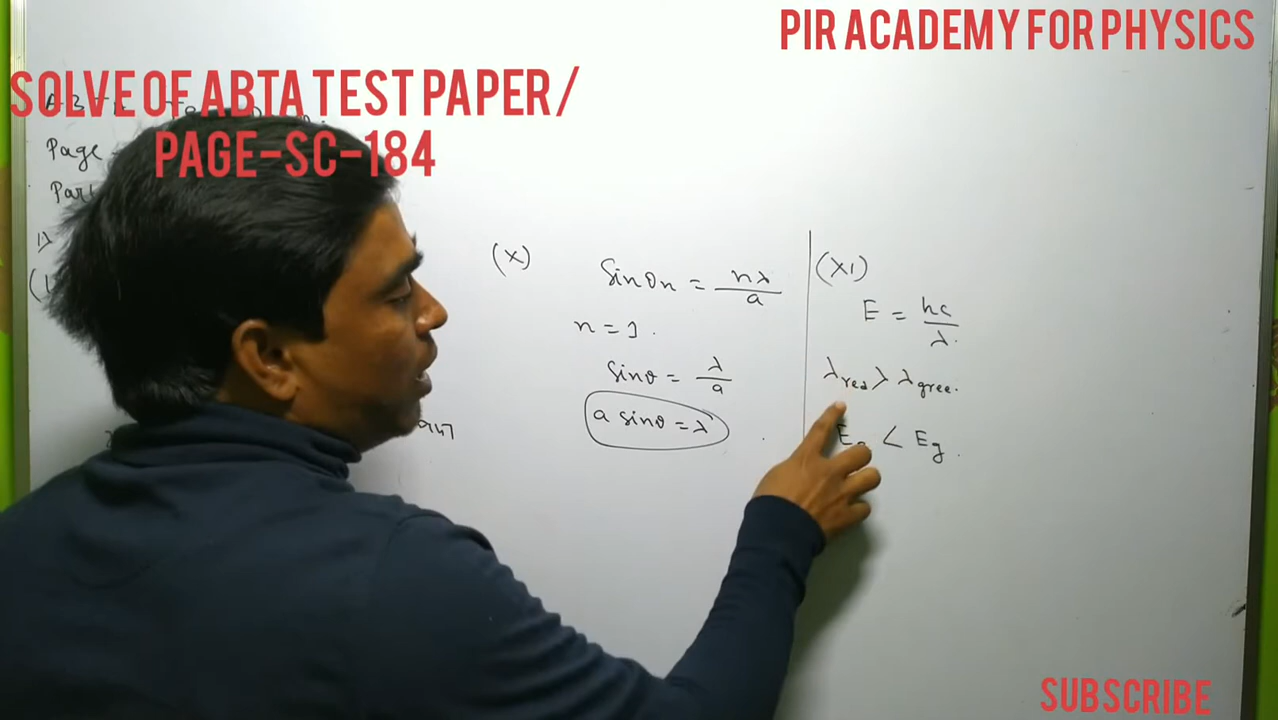 PIR ACADEMY FOR PHYSICS
SOLVE OF ABTA TEST PAPER /
PAGE-SC-184
Page
Part
(X)
Sinθn = nλ/a
n = 1.
Sinθ = λ/a
a sinθ = λ
(XI)
E = hc/λ.
λred > λgree.
< Eg.
SUBSCRIBE